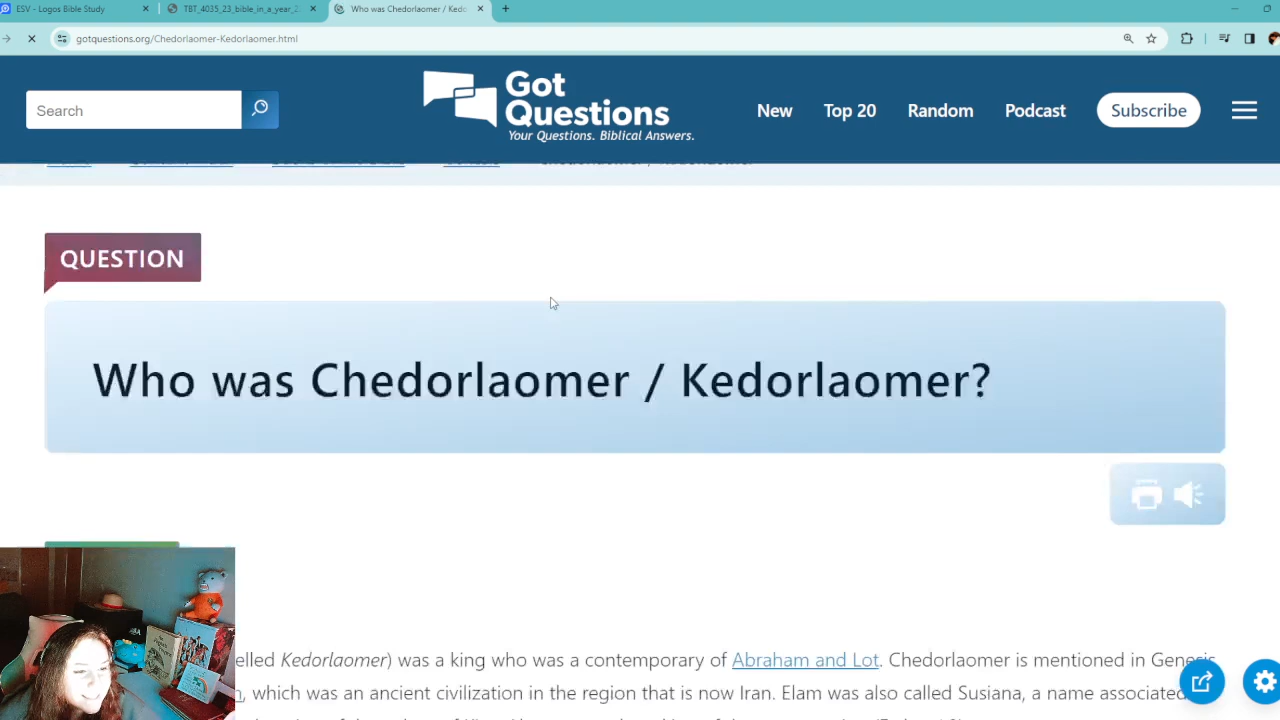 ESV - Logos Bible Study
TBT_4035_23_bible_in_a_year_2
Who was Chedorlaomer / Kedo
gotquestions.org/Chedorlaomer-Kedorlaomer.html
Search
Got
Questions
Your Questions. Biblical Answers.
New
Top 20
Random
Podcast
Subscribe
QUESTION
Who was Chedorlaomer / Kedorlaomer?
elled Kedorlaomer) was a king who was a contemporary of Abraham and Lot. Chedorlaomer is mentioned in Genesis
, which was an ancient civilization in the region that is now Iran. Elam was also called Susiana, a name associated